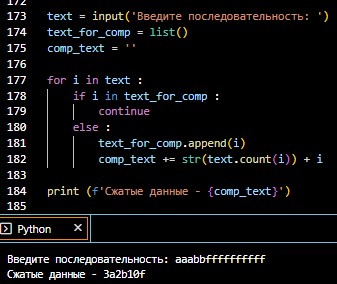 172
173 text = input('Введите последовательность: ')
174 text_for_comp = list()
175 comp_text = ''
176
177 for i in text :
178     if i in text_for_comp :
179         continue
180     else :
181         text_for_comp.append(i)
182         comp_text += str(text.count(i)) + i
183
184 print (f'Сжатые данные - {comp_text}')
185
Python
Введите последовательность: aaabbffffffffff
Сжатые данные - 3a2b10f